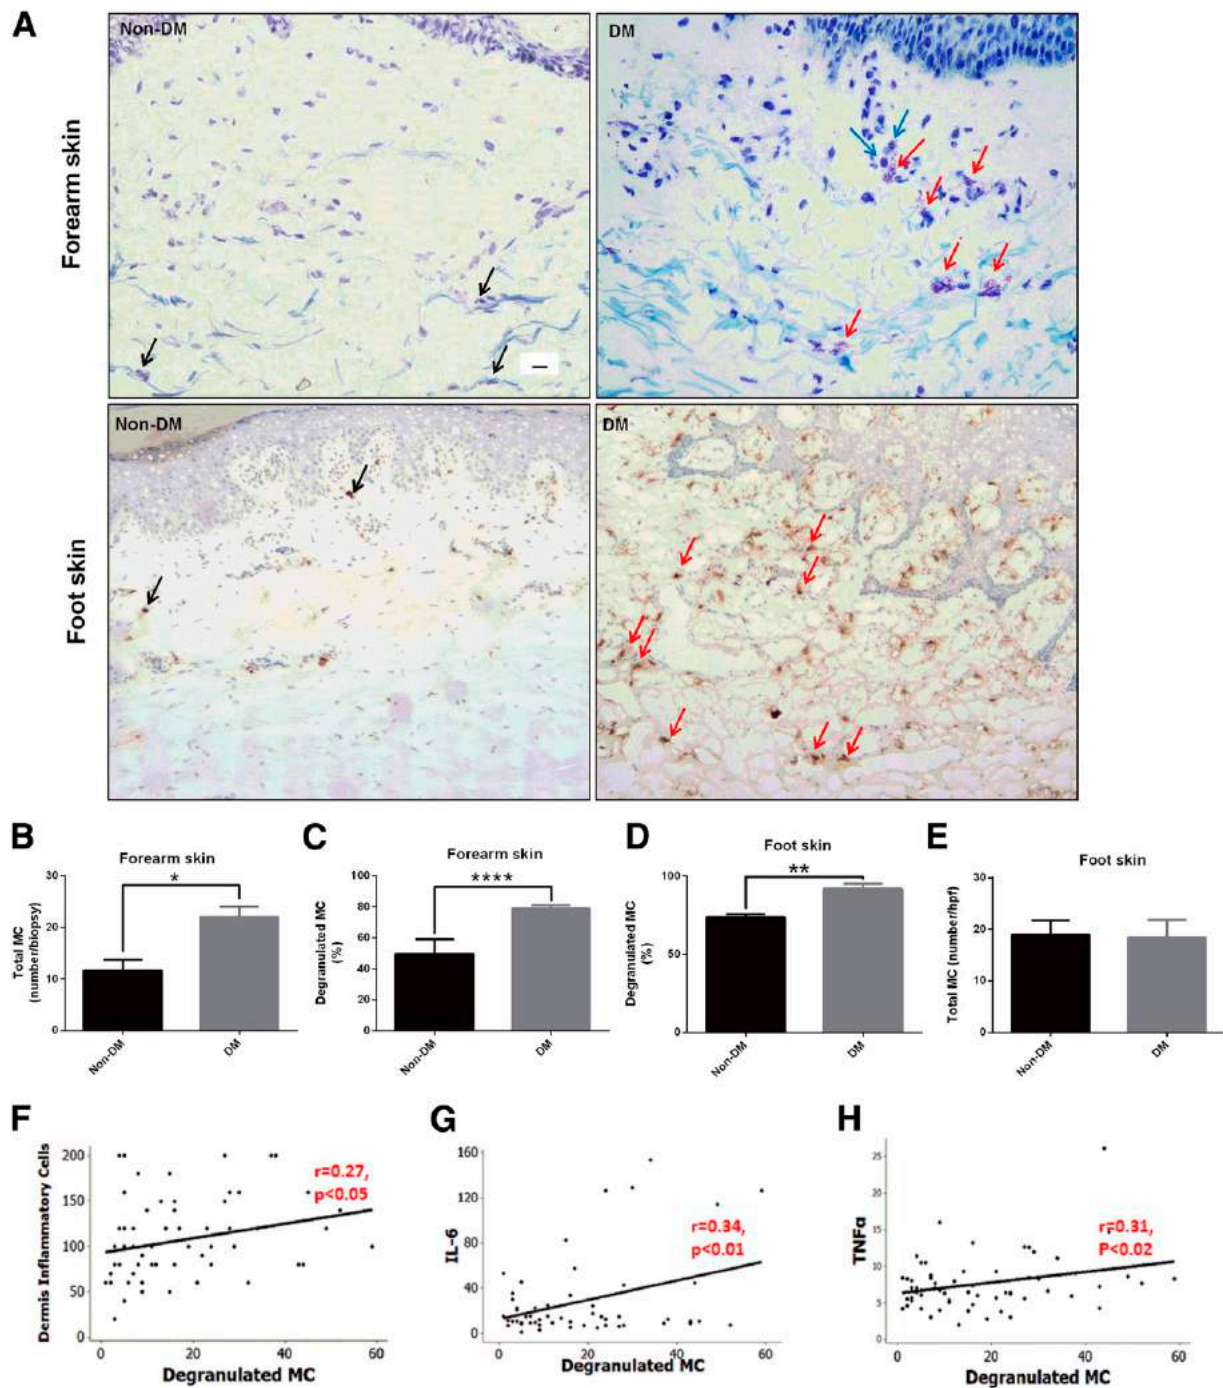 A
Non-DM
DM
Forearm skin
Non-DM
DM
Foot skin
B
Forearm skin
*
Total MC
(number/biopsy)
30
20
10
0
Non-DM
DM
C
Forearm skin
****
Degranulated MC
(%)
100
80
60
40
20
0
Non-DM
DM
D
Foot skin
**
Degranulated MC
(%)
100
50
0
Non-DM
DM
E
Foot skin
Total MC (number/hpf)
30
20
10
0
Non-DM
DM
F
Dermis Inflammatory Cells
200
150
100
50
0
r=0.27,
p<0.05
0
20
40
60
Degranulated MC
G
IL-6
160
120
80
40
0
r=0.34,
p<0.01
0
20
40
60
Degranulated MC
H
TNFα
25
20
15
10
5
0
r=0.31,
P<0.02
0
20
40
60
Degranulated MC